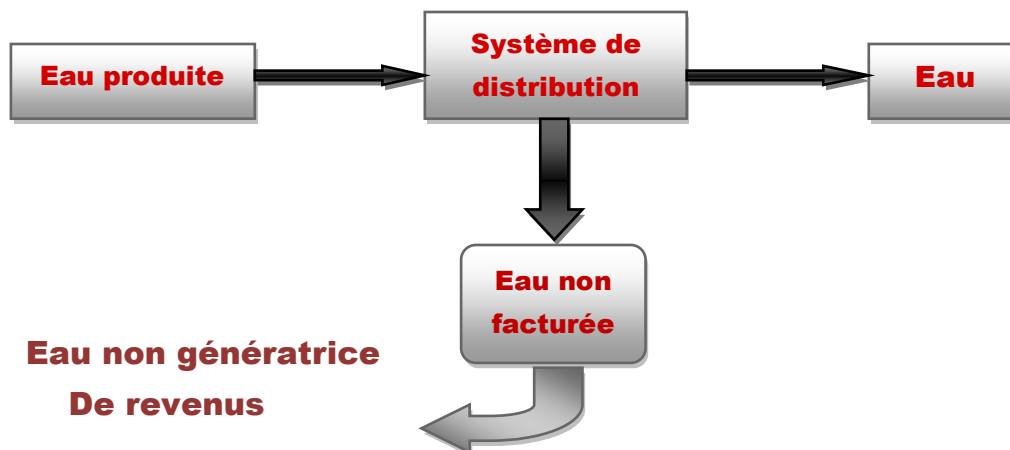 Eau produite
Système de
distribution
Eau
Eau non
facturée
Eau non génératrice
De revenus